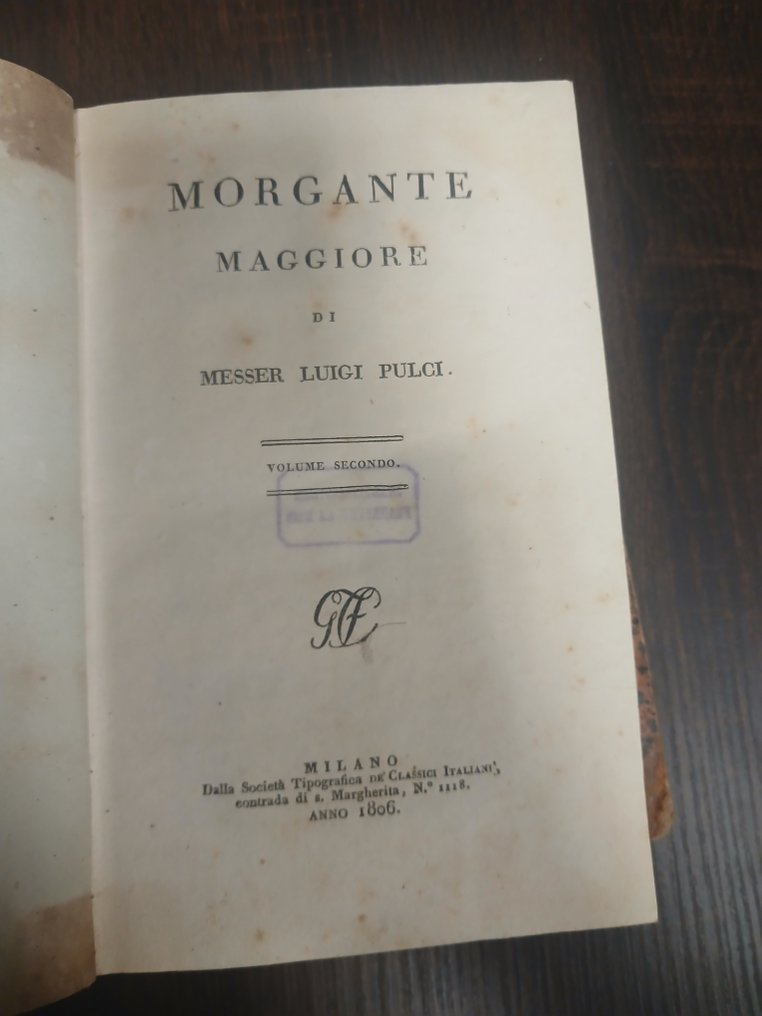 MORGANTE
MAGGIORE
DI
MESSER LUIGI PULCI.
VOLUME SECONDO.
MILANO
Dalla Società Tipografica DE' CLASSICI ITALIANI,
contrada di s. Margherita, N.° 1118.
ANNO 1806.